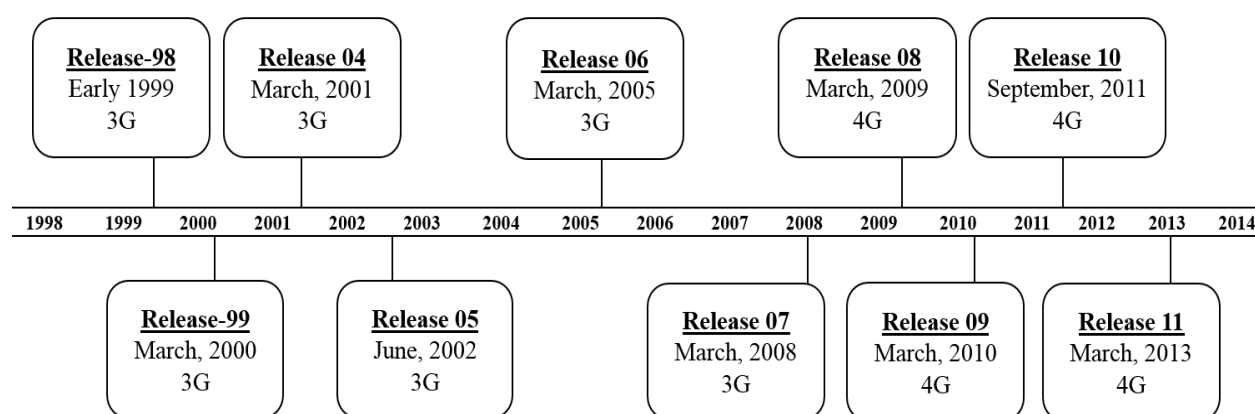 Release-98
Early 1999
3G
Release 04
March, 2001
3G
Release 06
March, 2005
3G
Release 08
March, 2009
4G
Release 10
September, 2011
4G
1998 1999 2000 2001 2002 2003 2004 2005 2006 2007 2008 2009 2010 2011 2012 2013 2014
Release-99
March, 2000
3G
Release 05
June, 2002
3G
Release 07
March, 2008
3G
Release 09
March, 2010
4G
Release 11
March, 2013
4G